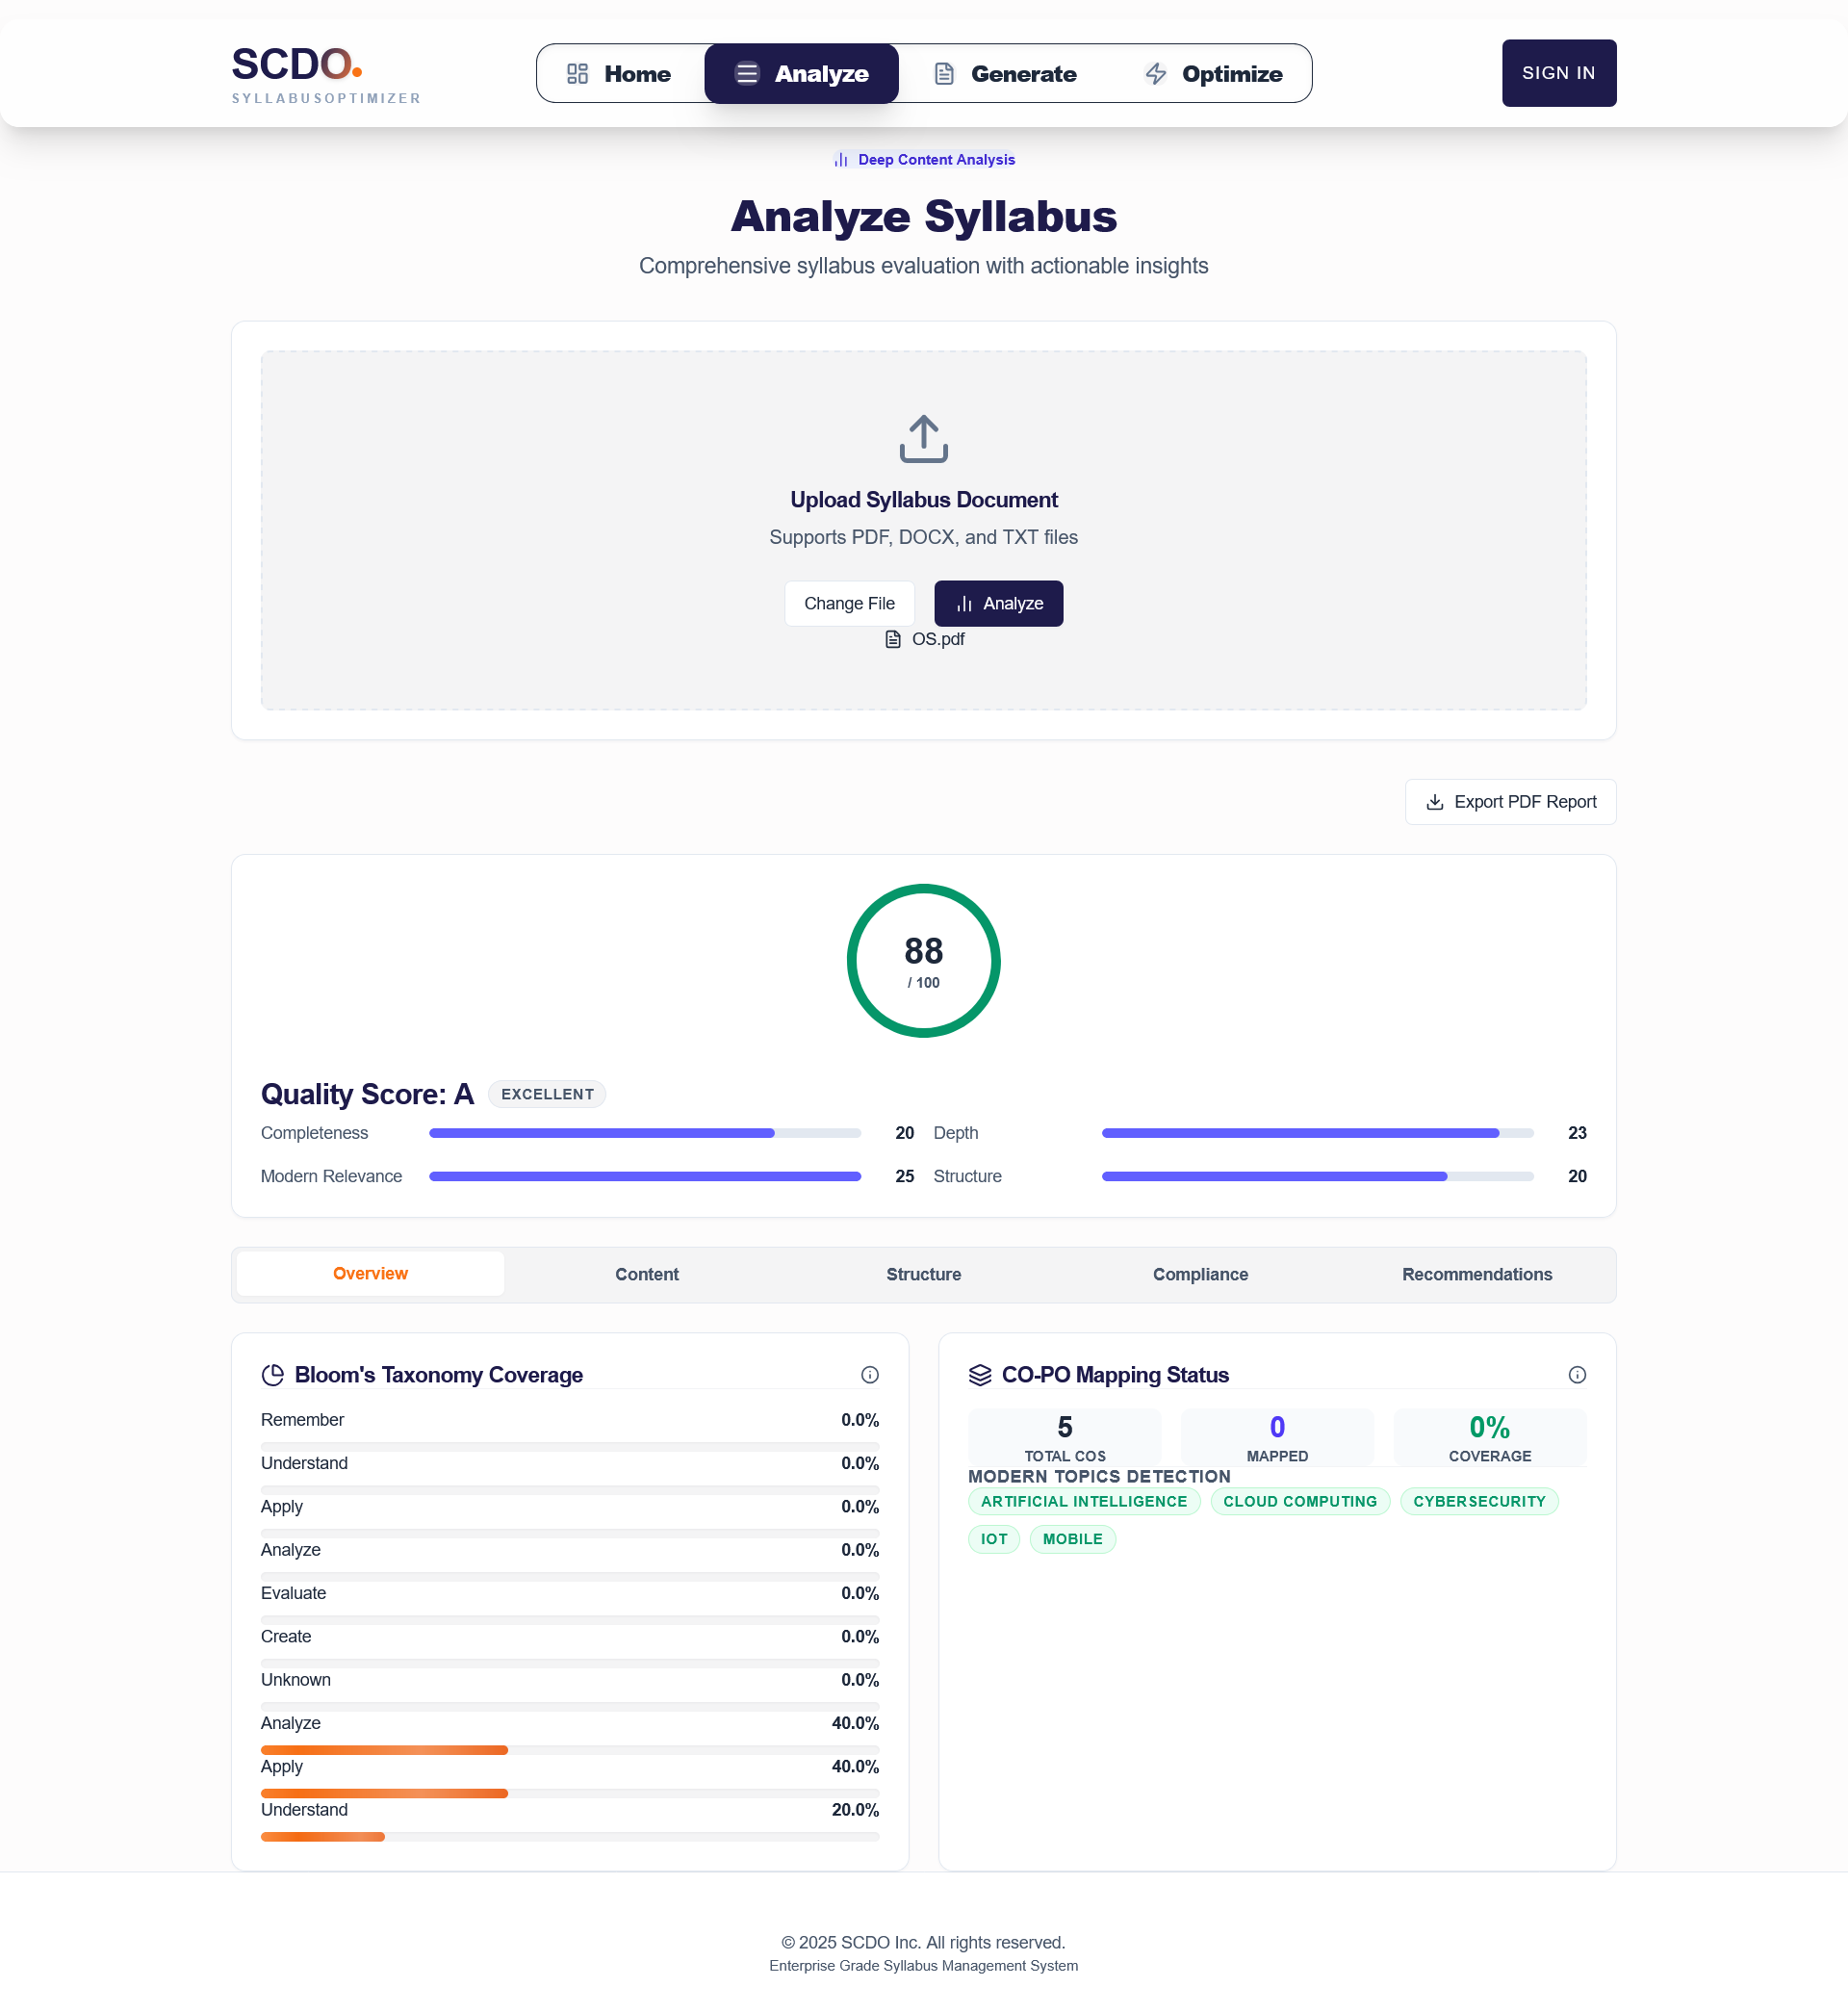 SCDO.
SYLLABUSOPTIMIZER
Home
Analyze
Generate
Optimize
SIGN IN
Deep Content Analysis
Analyze Syllabus
Comprehensive syllabus evaluation with actionable insights
Upload Syllabus Document
Supports PDF, DOCX, and TXT files
Change File
Analyze
OS.pdf
Export PDF Report
88
/ 100
Quality Score: A EXCELLENT
Completeness 20
Depth 23
Modern Relevance 25
Structure 20
Overview
Content
Structure
Compliance
Recommendations
Bloom's Taxonomy Coverage
Remember 0.0%
Understand 0.0%
Apply 0.0%
Analyze 0.0%
Evaluate 0.0%
Create 0.0%
Unknown 0.0%
Analyze 40.0%
Apply 40.0%
Understand 20.0%
CO-PO Mapping Status
5
TOTAL COS
0
MAPPED
0%
COVERAGE
MODERN TOPICS DETECTION
ARTIFICIAL INTELLIGENCE
CLOUD COMPUTING
CYBERSECURITY
IOT
MOBILE
© 2025 SCDO Inc. All rights reserved.
Enterprise Grade Syllabus Management System